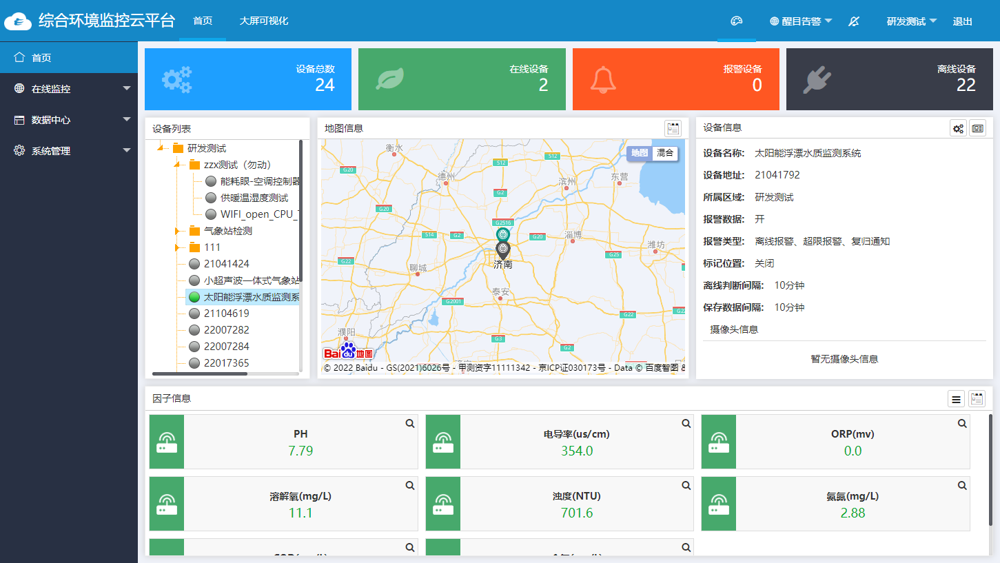 综合环境监控云平台
首页
大屏可视化
醒目告警
研发测试
退出
首页
在线监控
数据中心
系统管理
设备总数
24
在线设备
2
报警设备
0
离线设备
22
设备列表
研发测试
zzx测试（勿动）
能耗眼-空调控制器
供暖温湿度测试
WIFI_open_CPU_
气象站检测
111
21041424
小超声波一体式气象站
太阳能浮漂水质监测系
21104619
22007282
22007284
22017365
地图信息
地图
混合
衡水
德州
滨州
东营
聊城
淄博
潍坊
济南
泰安
濮阳
G20
S12
S12
G2
G20
G2516
S14
G2
G20
G22
G25
G2001
G22
G3
G2
Bai du 地图
© 2022 Baidu - GS(2021)6026号 - 甲测资字11111342 - 京ICP证030173号 - Data © 百度智图 &
设备信息
设备名称: 太阳能浮漂水质监测系统
设备地址: 21041792
所属区域: 研发测试
报警数据: 开
报警类型: 离线报警、超限报警、复归通知
标记位置: 关闭
离线判断间隔: 10分钟
保存数据间隔: 10分钟
摄像头信息
暂无摄像头信息
因子信息
PH
7.79
电导率(us/cm)
354.0
ORP(mv)
0.0
溶解氧(mg/L)
11.1
浊度(NTU)
701.6
氨氮(mg/L)
2.88